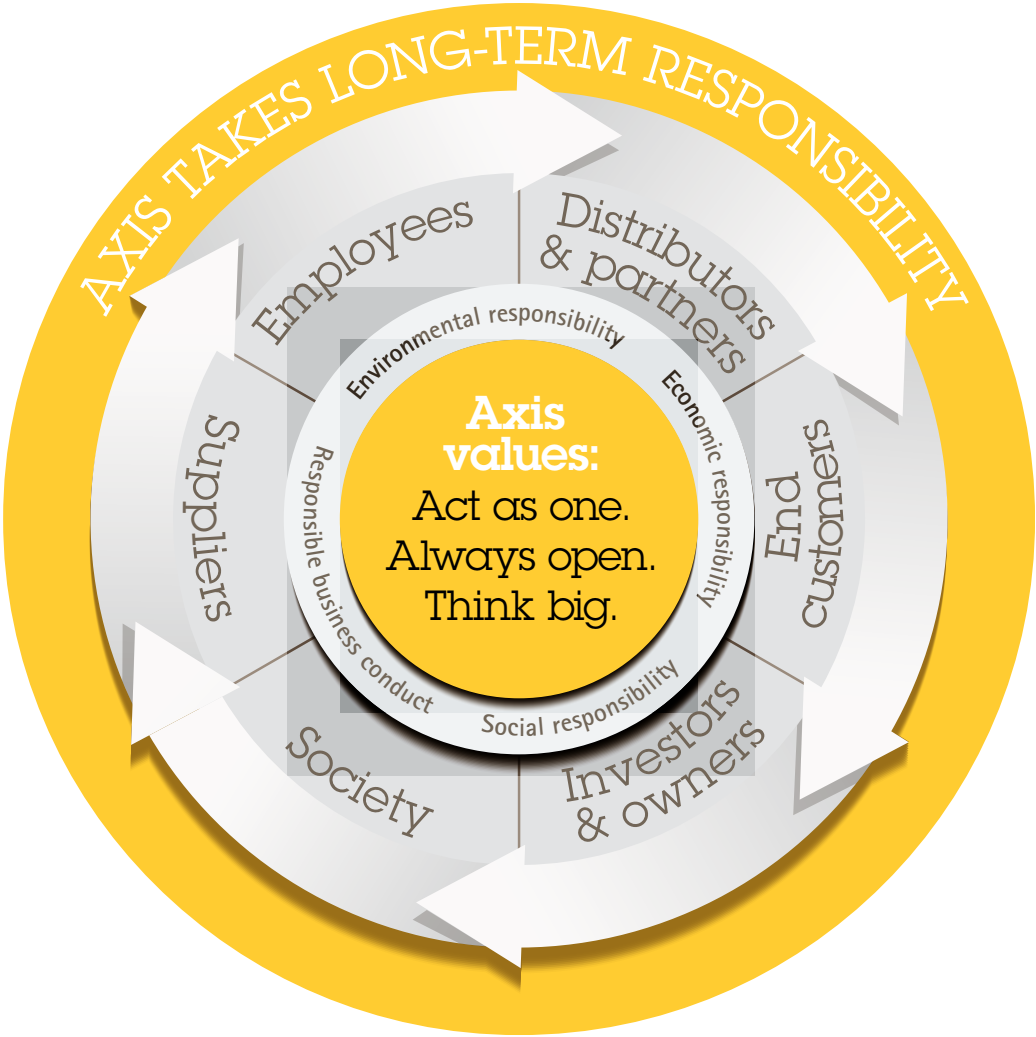 AXIS TAKES LONG-TERM RESPONSIBILITY
Employees
Distributors
& partners
End
customers
Investors
& owners
Society
Suppliers
Environmental responsibility
Economic responsibility
Social responsibility
Responsible business conduct
Axis
values:
Act as one.
Always open.
Think big.